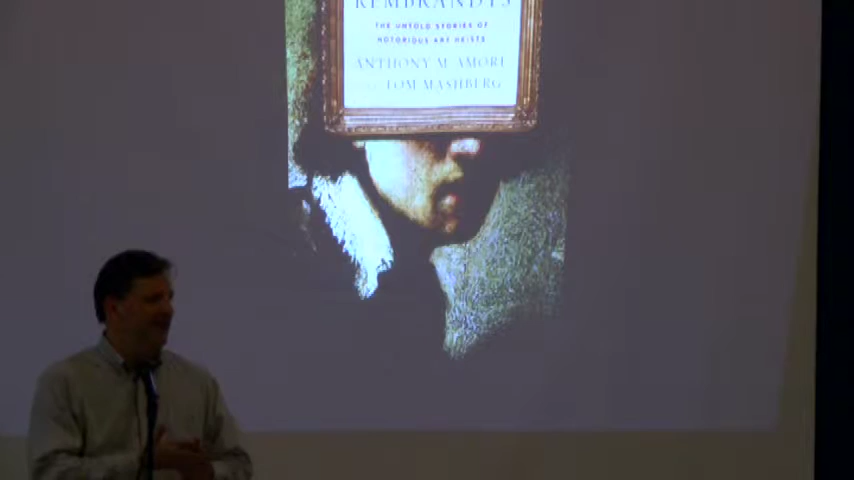 REMBRANDTS
THE UNTOLD STORIES OF
NOTORIOUS ART HEISTS
ANTHONY M. AMORE
TOM MASHBERG